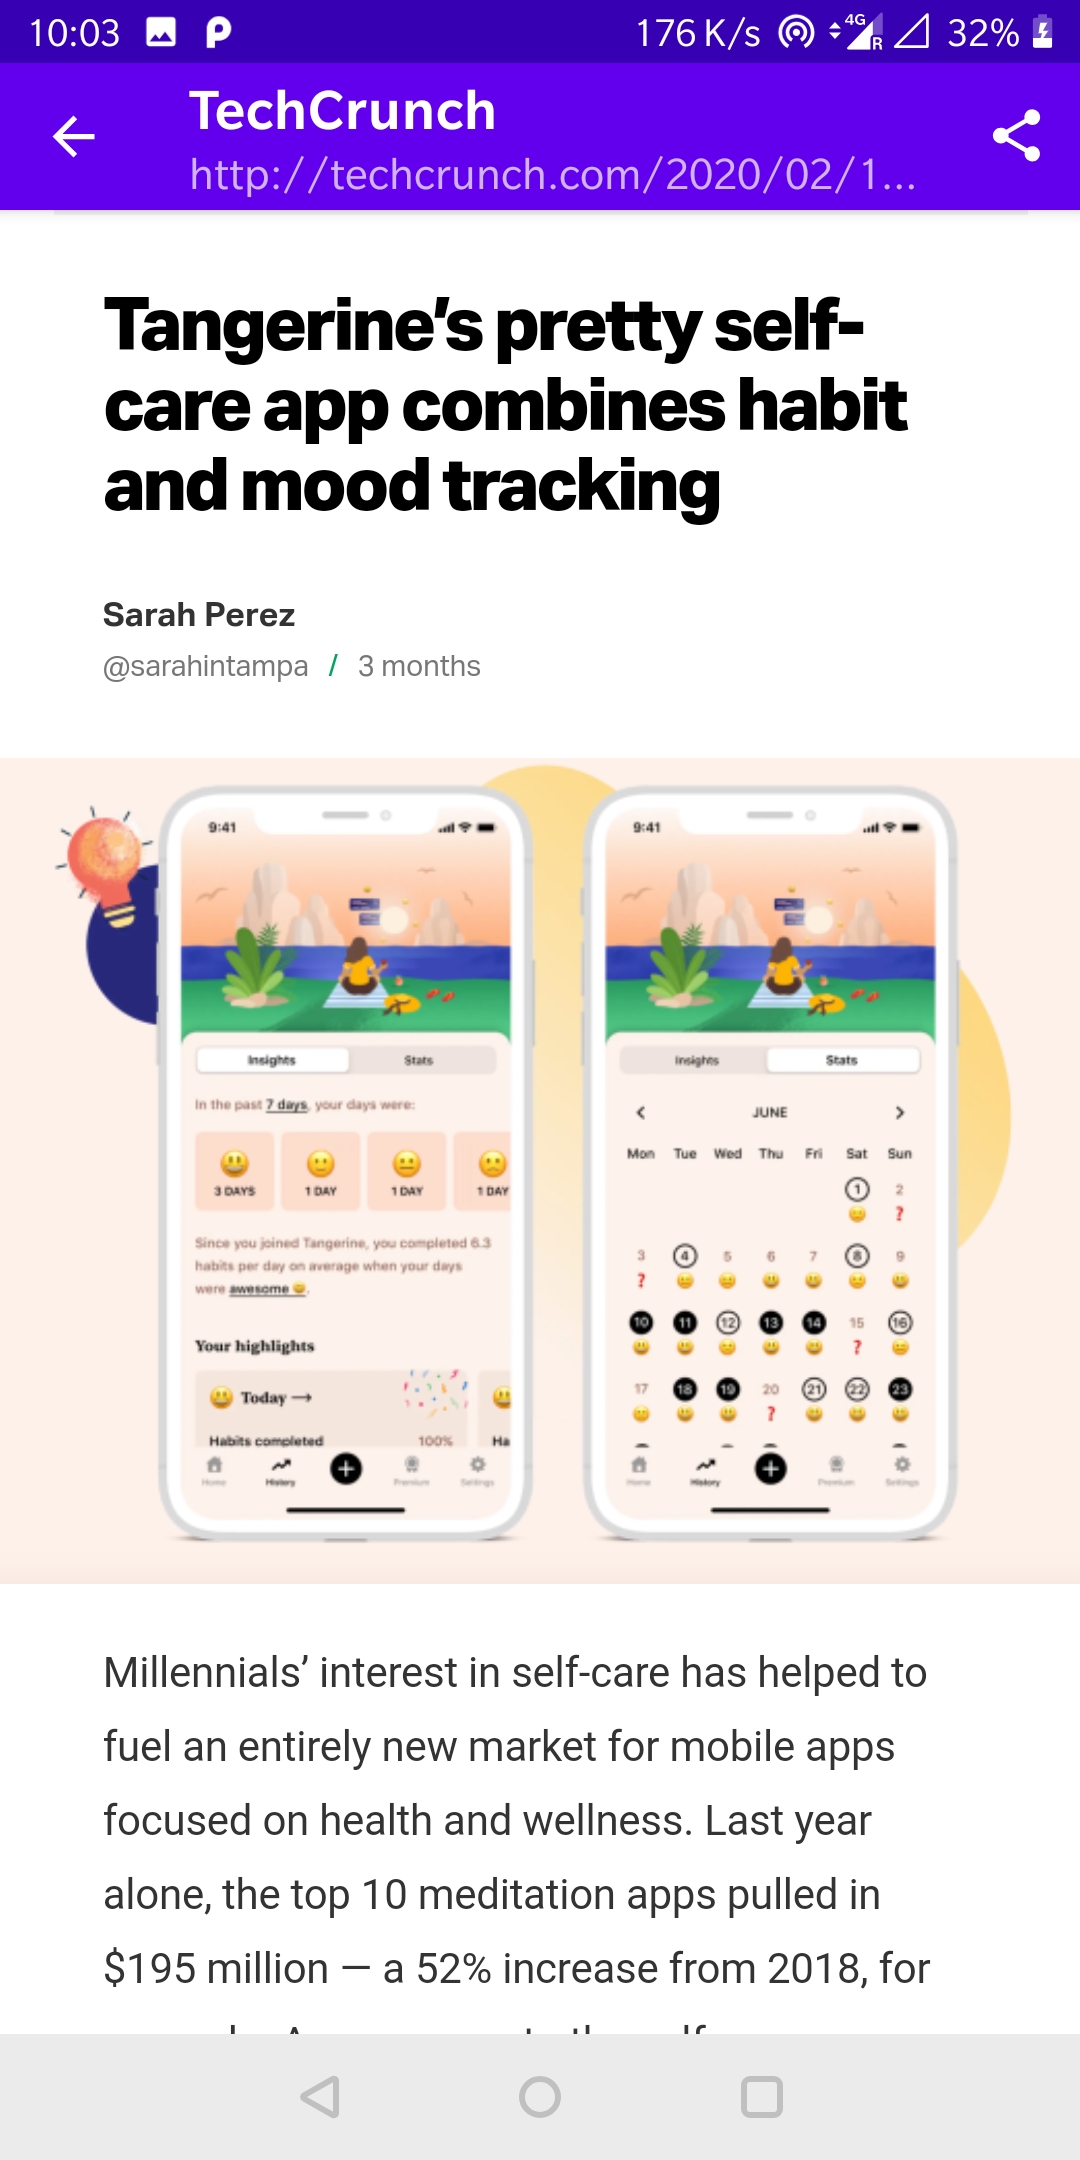 10:03 176 K/s 4G R 32%
TechCrunch
http://techcrunch.com/2020/02/1...
Tangerine's pretty self-
care app combines habit
and mood tracking
Sarah Perez
@sarahintampa / 3 months
9:41
Insights Stats
In the past 7 days, your days were:
3 DAYS 1 DAY 1 DAY 1 DAY
Since you joined Tangerine, you completed 6.3
habits per day on average when your days
were awesome.
Your highlights
Today →
Habits completed 100% Ha
Home History + Premium Settings
9:41
Insights Stats
< JUNE >
Mon Tue Wed Thu Fri Sat Sun
1 2
?
3 4 5 6 7 8 9
?
10 11 12 13 14 15 16
?
17 18 19 20 21 22 23
?
Home History + Premium Settings
Millennials’ interest in self-care has helped to
fuel an entirely new market for mobile apps
focused on health and wellness. Last year
alone, the top 10 meditation apps pulled in
$195 million — a 52% increase from 2018, for